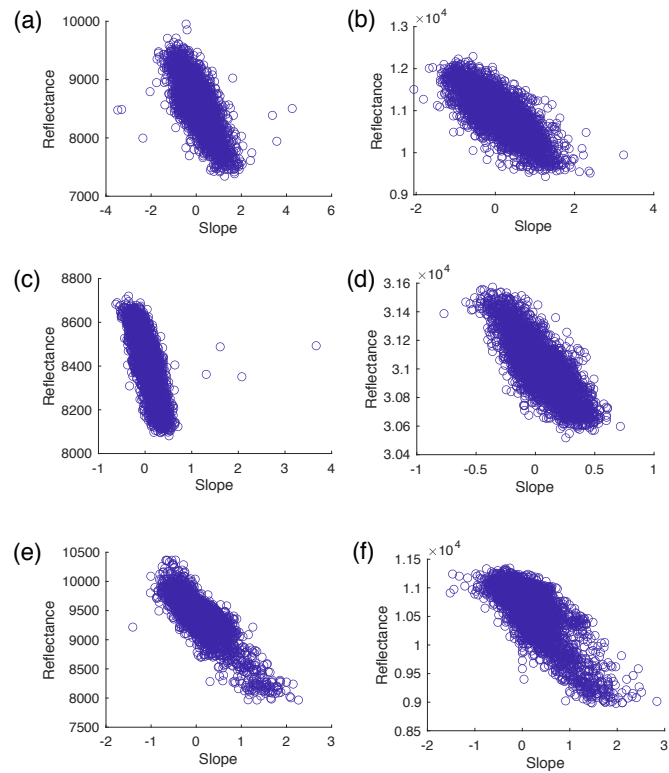 (a)
10000
9000
8000
7000
Reflectance
-4 -2 0 2 4 6
Slope
(b)
×10⁴
1.3
1.2
1.1
1
0.9
Reflectance
-2 0 2 4
Slope
(c)
8800
8600
8400
8200
8000
Reflectance
-1 0 1 2 3 4
Slope
(d)
×10⁴
3.16
3.14
3.12
3.1
3.08
3.06
3.04
Reflectance
-1 -0.5 0 0.5 1
Slope
(e)
10500
10000
9500
9000
8500
8000
7500
Reflectance
-2 -1 0 1 2 3
Slope
(f)
×10⁴
1.15
1.1
1.05
1
0.95
0.9
0.85
Reflectance
-2 -1 0 1 2 3
Slope